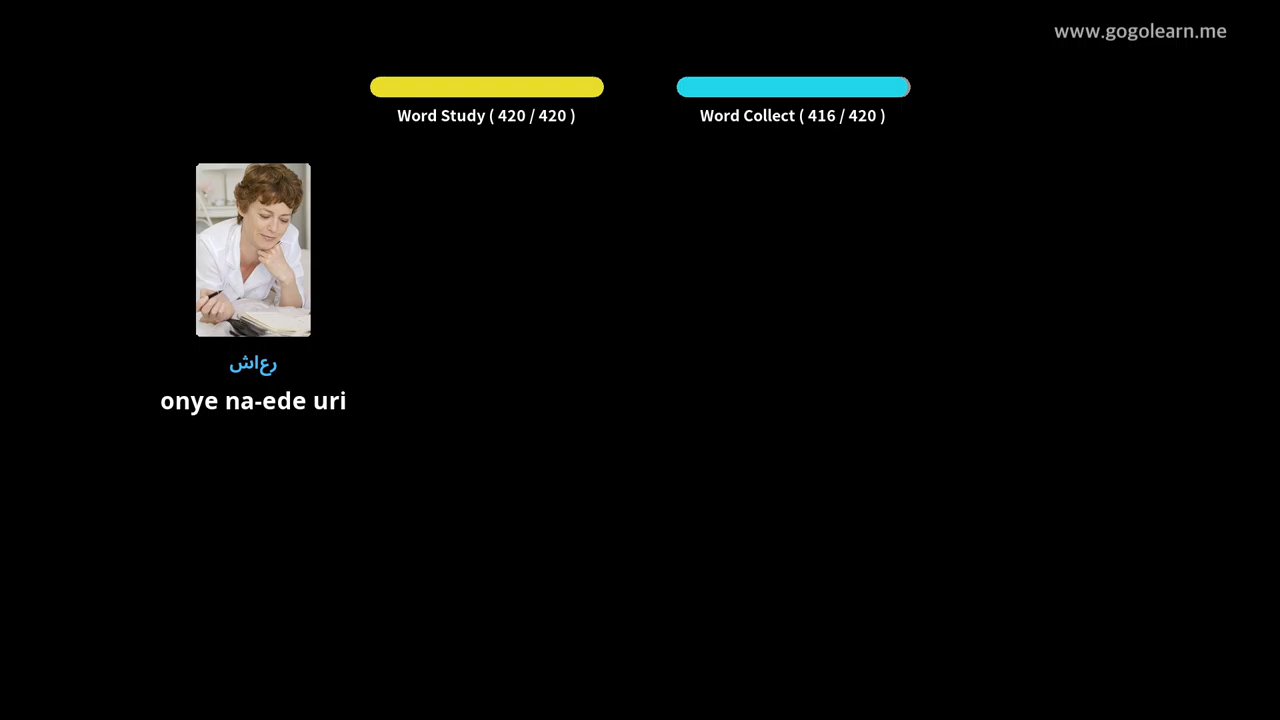 www.gogolearn.me
Word Study ( 420 / 420 )
Word Collect ( 416 / 420 )
رعاش
onye na-ede uri